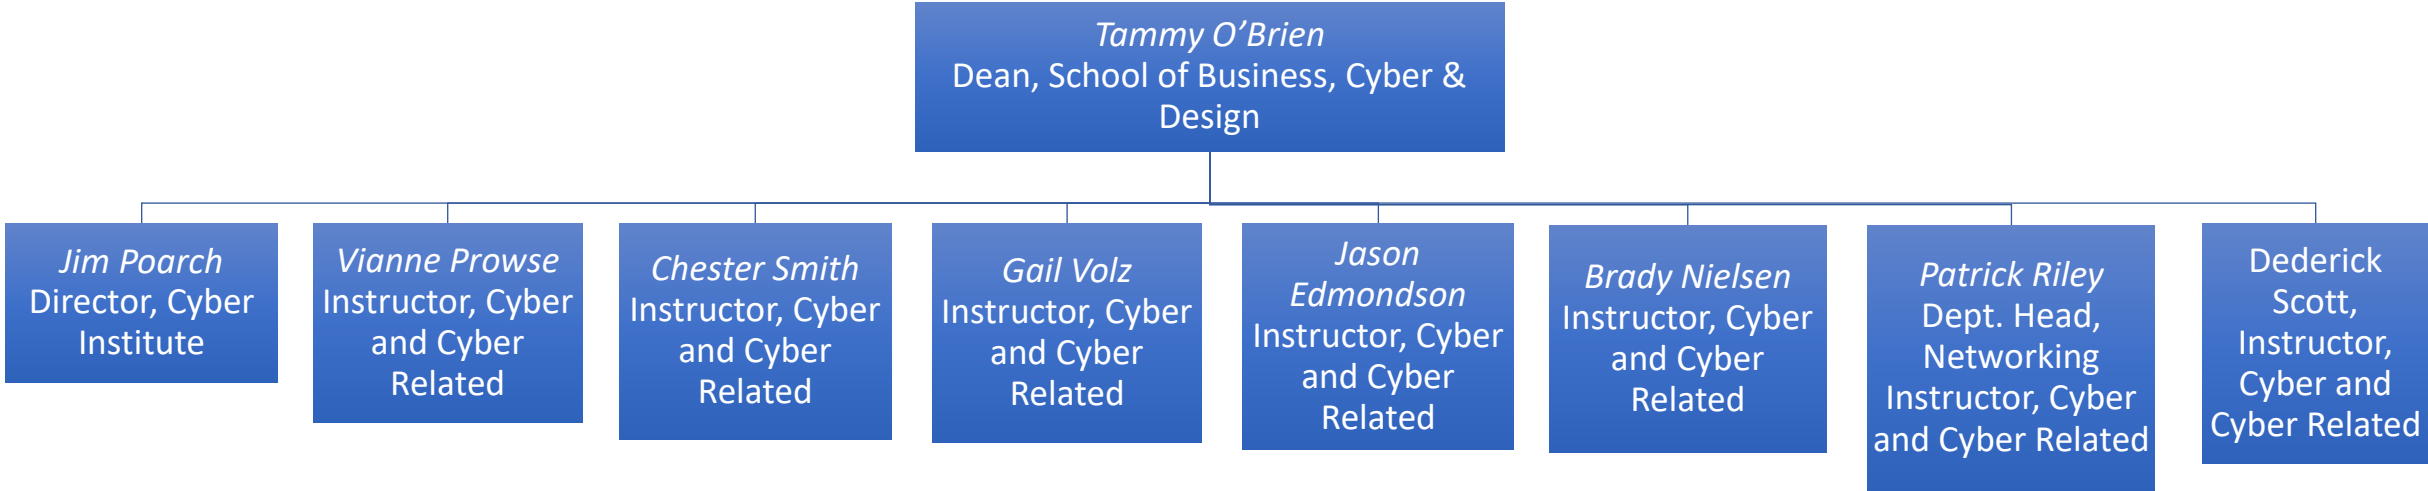 Tammy O’Brien
Dean, School of Business, Cyber &
Design
Jim Poarch
Director, Cyber
Institute
Vianne Prowse
Instructor, Cyber
and Cyber
Related
Chester Smith
Instructor, Cyber
and Cyber
Related
Gail Volz
Instructor, Cyber
and Cyber
Related
Jason
Edmondson
Instructor, Cyber
and Cyber
Related
Brady Nielsen
Instructor, Cyber
and Cyber
Related
Patrick Riley
Dept. Head,
Networking
Instructor, Cyber
and Cyber Related
Dederick
Scott,
Instructor,
Cyber and
Cyber Related